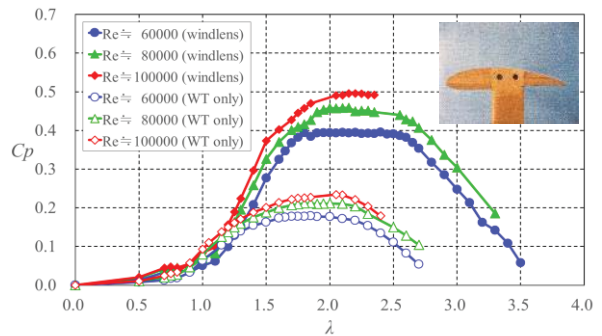 0.7
0.6
0.5
0.4
0.3
0.2
0.1
0.0
Cp
Re≒ 60000 (windlens)
Re≒ 80000 (windlens)
Re≒ 100000 (windlens)
Re≒ 60000 (WT only)
Re≒ 80000 (WT only)
Re≒ 100000 (WT only)
0.0 0.5 1.0 1.5 2.0 2.5 3.0 3.5 4.0
λ